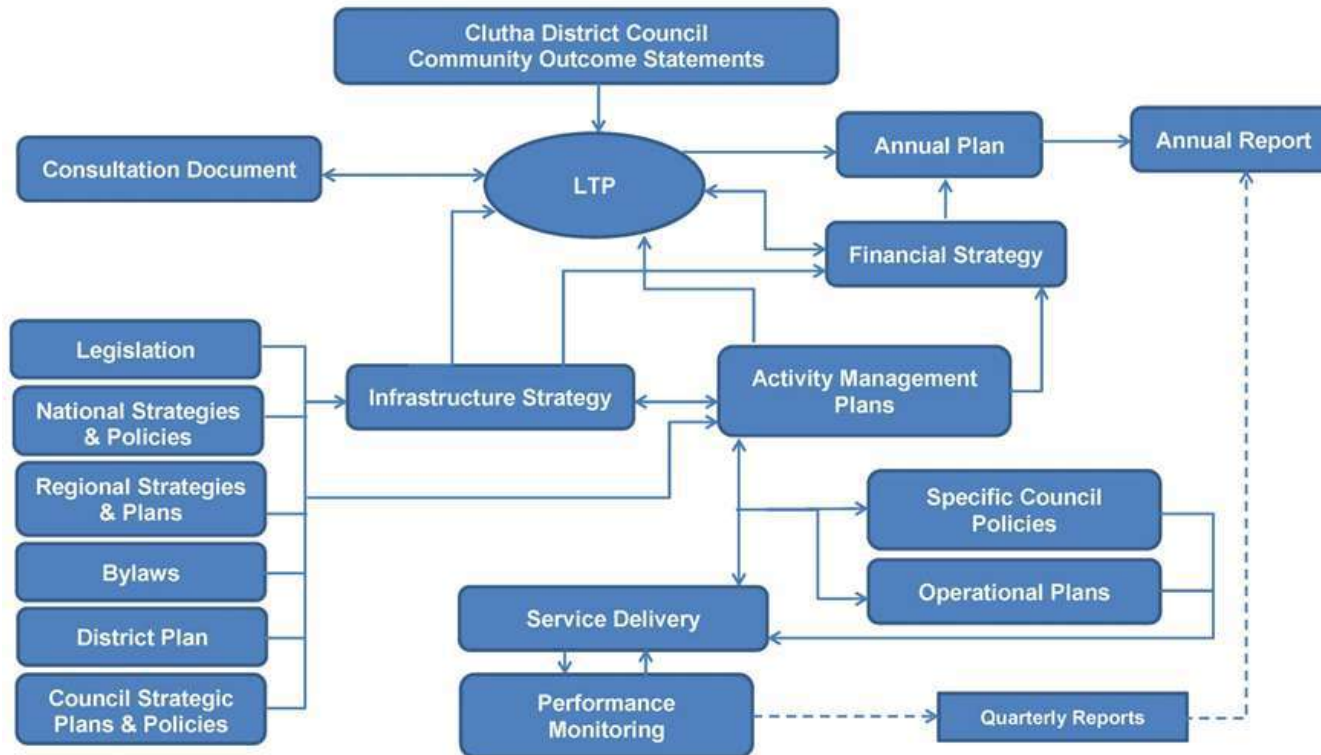 Clutha District Council
Community Outcome Statements
Consultation Document
LTP
Annual Plan
Annual Report
Financial Strategy
Legislation
National Strategies
& Policies
Regional Strategies
& Plans
Bylaws
District Plan
Council Strategic
Plans & Policies
Infrastructure Strategy
Activity Management
Plans
Specific Council
Policies
Operational Plans
Service Delivery
Performance
Monitoring
Quarterly Reports